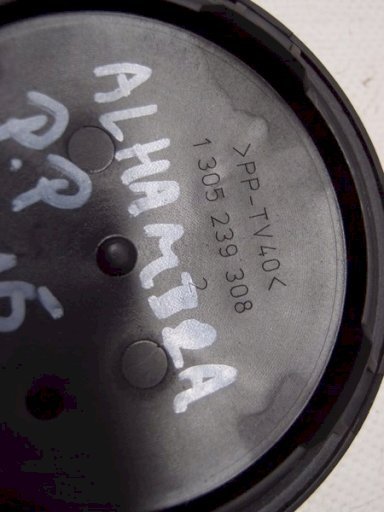 >PP-TV40<
1 305 239 308
2
ALHAMBRA
P.P